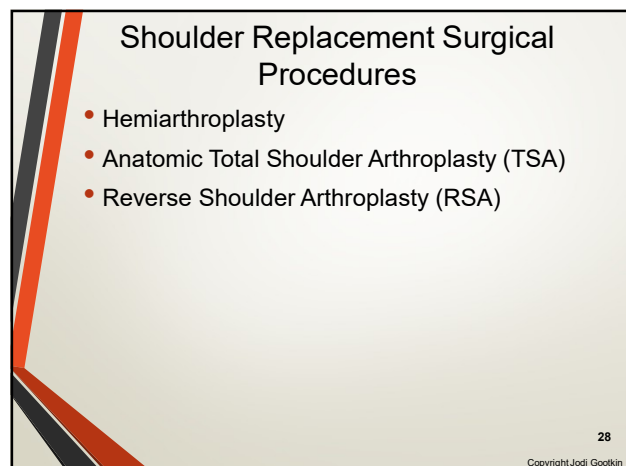 Shoulder Replacement Surgical
Procedures
• Hemiarthroplasty
• Anatomic Total Shoulder Arthroplasty (TSA)
• Reverse Shoulder Arthroplasty (RSA)
28
Copyright Jodi Gootkin